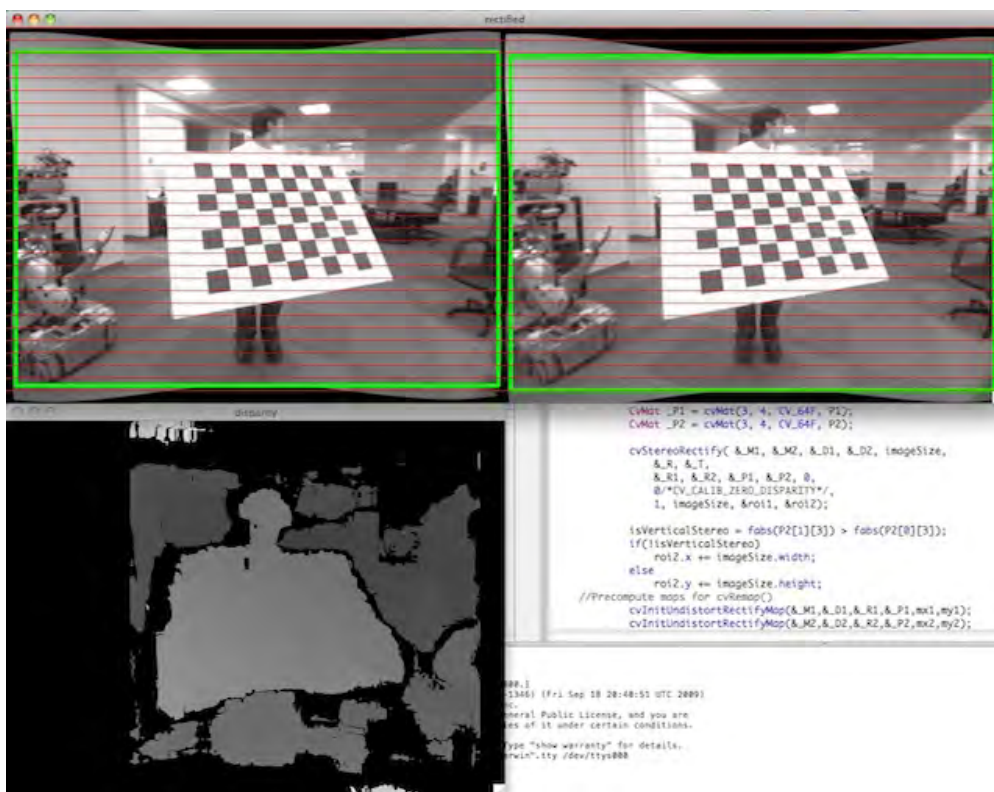 rectified
disparity
CvMat _P1 = cvMat(3, 4, CV_64F, P1);
CvMat _P2 = cvMat(3, 4, CV_64F, P2);
cvStereoRectify( &_M1, &_M2, &_D1, &_D2, imageSize,
&_R, &_T,
&_R1, &_R2, &_P1, &_P2, 0,
0/*CV_CALIB_ZERO_DISPARITY*/,
1, imageSize, &roi1, &roi2);
isVerticalStereo = fabs(P2[1][3]) > fabs(P2[0][3]);
if(!isVerticalStereo)
roi2.x += imageSize.width;
else
roi2.y += imageSize.height;
//Precompute maps for cvRemap()
cvInitUndistortRectifyMap(&_M1,&_D1,&_R1,&_P1,mx1,my1);
cvInitUndistortRectifyMap(&_M2,&_D2,&_R2,&_P2,mx2,my2);
-1346) (Fri Sep 18 20:40:51 UTC 2009)
nc.
eneral Public License, and you are
ies of it under certain conditions.
Type "show warranty" for details.
arwin".tty /dev/ttys000